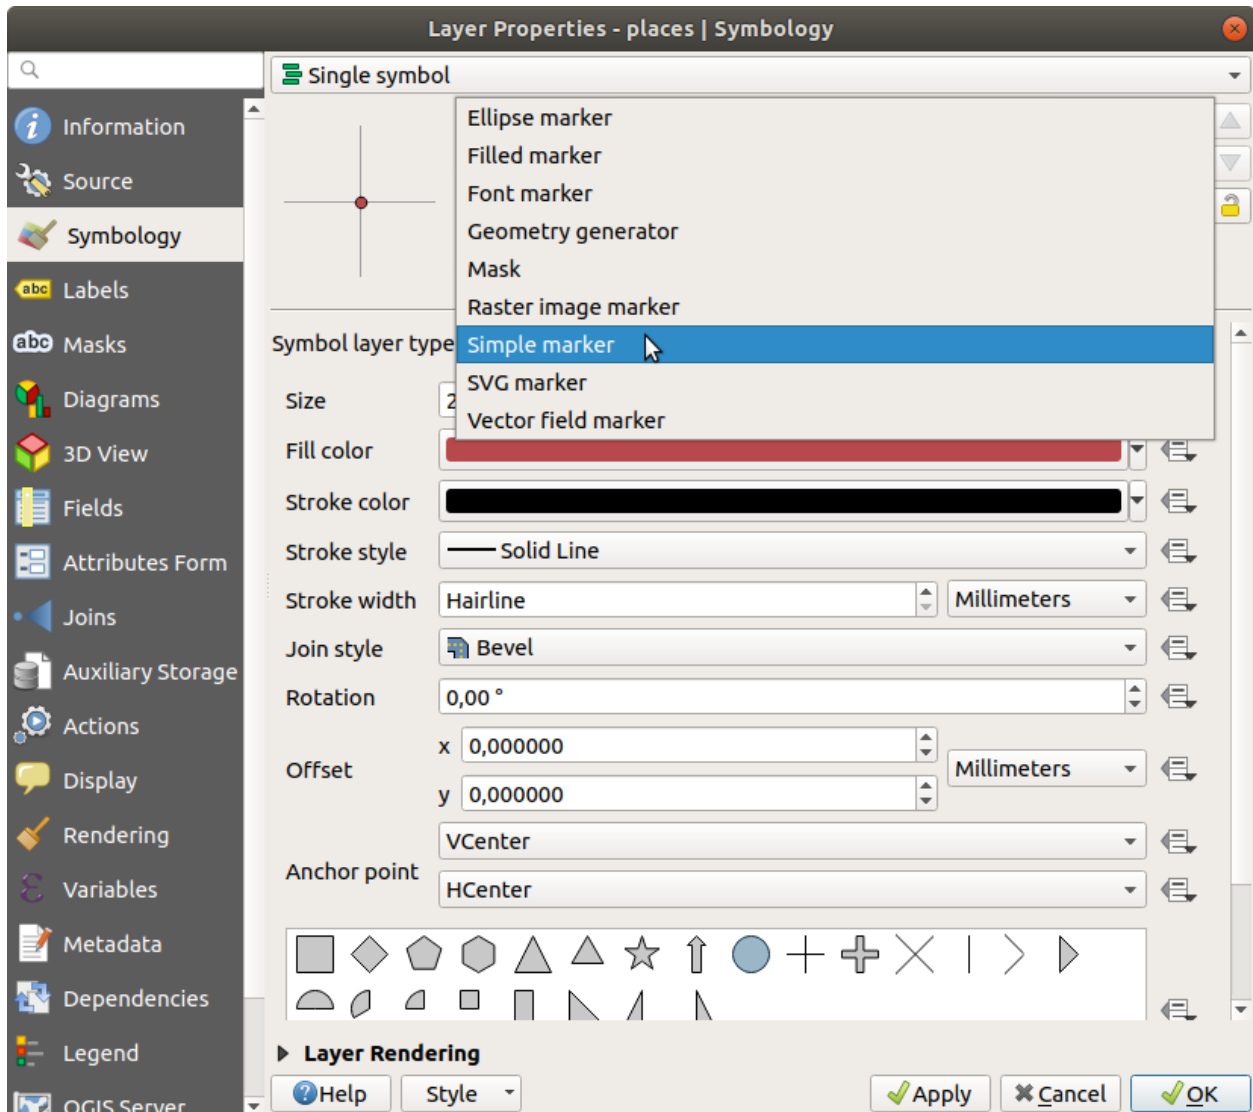 Layer Properties - places | Symbology
Single symbol
Information
Source
Symbology
abc Labels
abc Masks
Diagrams
3D View
Fields
Attributes Form
Joins
Auxiliary Storage
Actions
Display
Rendering
Variables
Metadata
Dependencies
Legend
QGIS Server
Ellipse marker
Filled marker
Font marker
Geometry generator
Mask
Raster image marker
Symbol layer type Simple marker
SVG marker
Vector field marker
Size 2
Fill color
Stroke color
Stroke style Solid Line
Stroke width Hairline Millimeters
Join style Bevel
Rotation 0,00 °
Offset x 0,000000 Millimeters
y 0,000000
Anchor point VCenter
HCenter
Layer Rendering
Help Style Apply Cancel OK